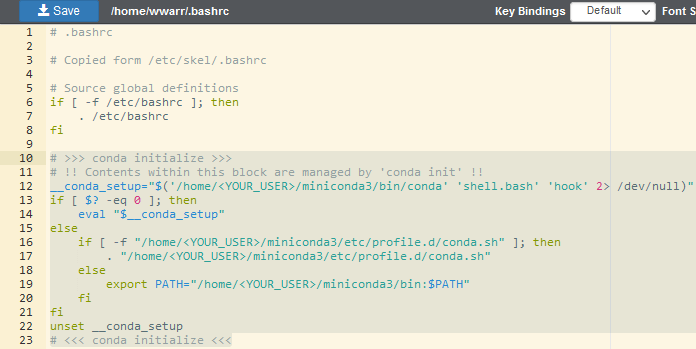 Save /home/wwarr/.bashrc Key Bindings Default Font S
1 # .bashrc
2
3 # Copied form /etc/skel/.bashrc
4
5 # Source global definitions
6 if [ -f /etc/bashrc ]; then
7 . /etc/bashrc
8 fi
9
10 # >>> conda initialize >>>
11 # !! Contents within this block are managed by 'conda init' !!
12 __conda_setup="$('/home/<YOUR_USER>/miniconda3/bin/conda' 'shell.bash' 'hook' 2> /dev/null)"
13 if [ $? -eq 0 ]; then
14 eval "$__conda_setup"
15 else
16 if [ -f "/home/<YOUR_USER>/miniconda3/etc/profile.d/conda.sh" ]; then
17 . "/home/<YOUR_USER>/miniconda3/etc/profile.d/conda.sh"
18 else
19 export PATH="/home/<YOUR_USER>/miniconda3/bin:$PATH"
20 fi
21 fi
22 unset __conda_setup
23 # <<< conda initialize <<<